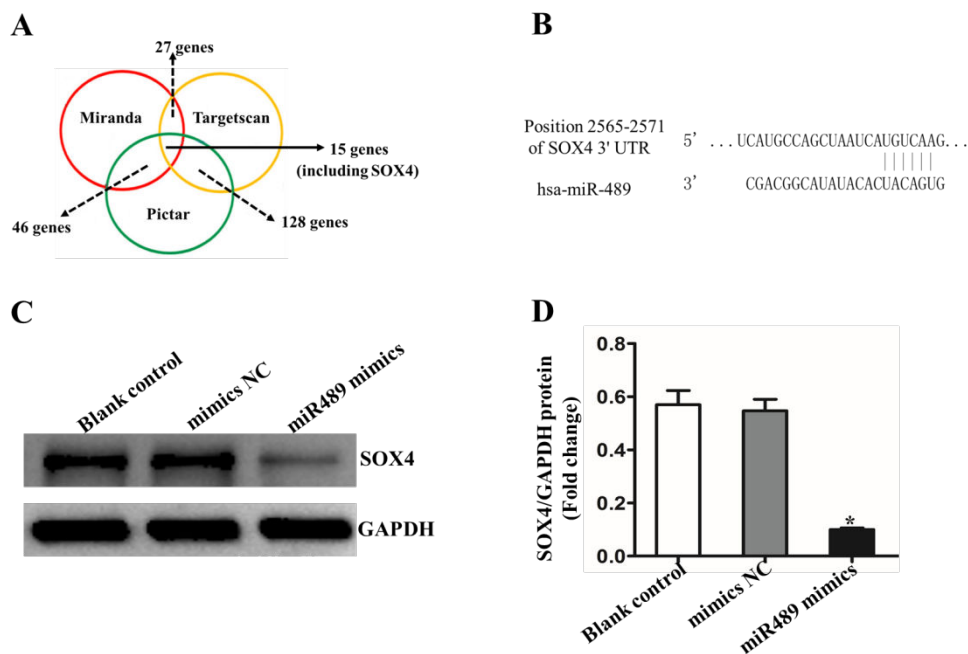 A
27 genes
Miranda
Targetscan
15 genes
(including SOX4)
Pictar
46 genes
128 genes
B
Position 2565-2571
of SOX4 3' UTR
5' ...UCAUGCCAGCUAAUCAUGUCAAG...
hsa-miR-489
3' CGACGGCAUAUACACUACAGUG
C
Blank control
mimics NC
miR489 mimics
SOX4
GAPDH
D
SOX4/GAPDH protein
(Fold change)
0.8
0.6
0.4
0.2
0.0
*
Blank control
mimics NC
miR489 mimics